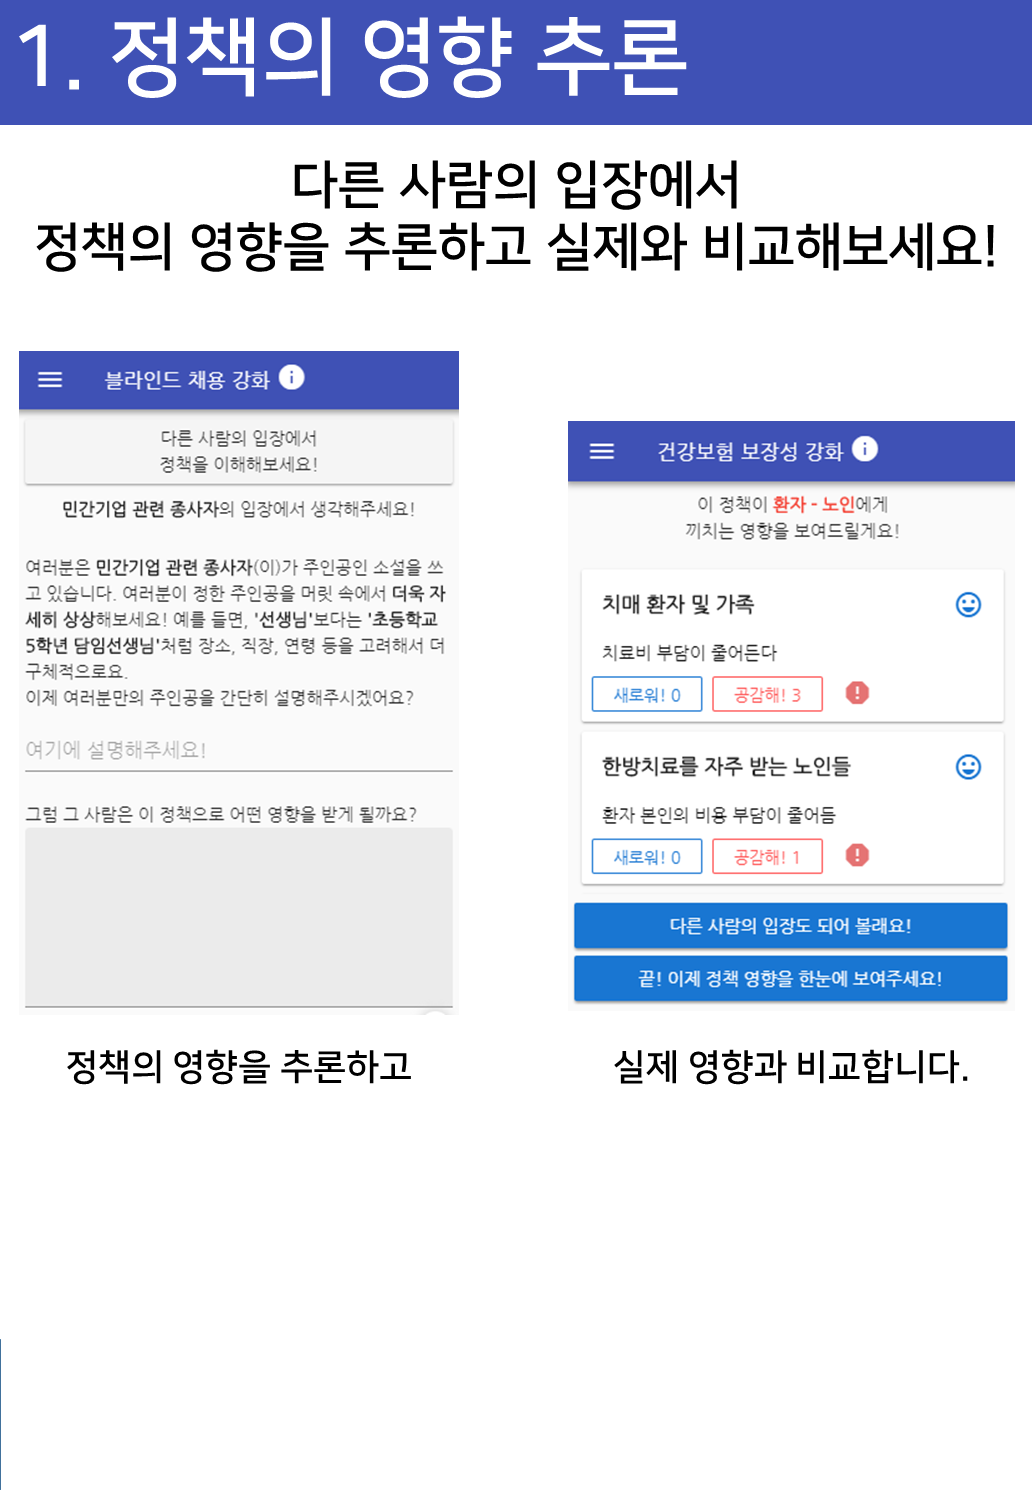 1. 정책의 영향 추론
다른 사람의 입장에서
정책의 영향을 추론하고 실제와 비교해보세요!
블라인드 채용 강화 i
다른 사람의 입장에서
정책을 이해해보세요!
민간기업 관련 종사자의 입장에서 생각해주세요!
여러분은 민간기업 관련 종사자(이)가 주인공인 소설을 쓰
고 있습니다. 여러분이 정한 주인공을 머릿 속에서 더욱 자
세히 상상해보세요! 예를 들면, '선생님'보다는 '초등학교
5학년 담임선생님'처럼 장소, 직장, 연령 등을 고려해서 더
구체적으로요.
이제 여러분만의 주인공을 간단히 설명해주시겠어요?
여기에 설명해주세요!
그럼 그 사람은 이 정책으로 어떤 영향을 받게 될까요?
정책의 영향을 추론하고
건강보험 보장성 강화 i
이 정책이 환자 - 노인에게
끼치는 영향을 보여드릴게요!
치매 환자 및 가족
치료비 부담이 줄어든다
새로워! 0 공감해! 3 !
한방치료를 자주 받는 노인들
환자 본인의 비용 부담이 줄어듬
새로워! 0 공감해! 1 !
다른 사람의 입장도 되어 볼래요!
끝! 이제 정책 영향을 한눈에 보여주세요!
실제 영향과 비교합니다.